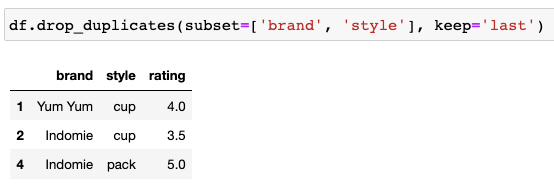 df.drop_duplicates(subset=['brand', 'style'], keep='last')
brand style rating
1 Yum Yum cup 4.0
2 Indomie cup 3.5
4 Indomie pack 5.0